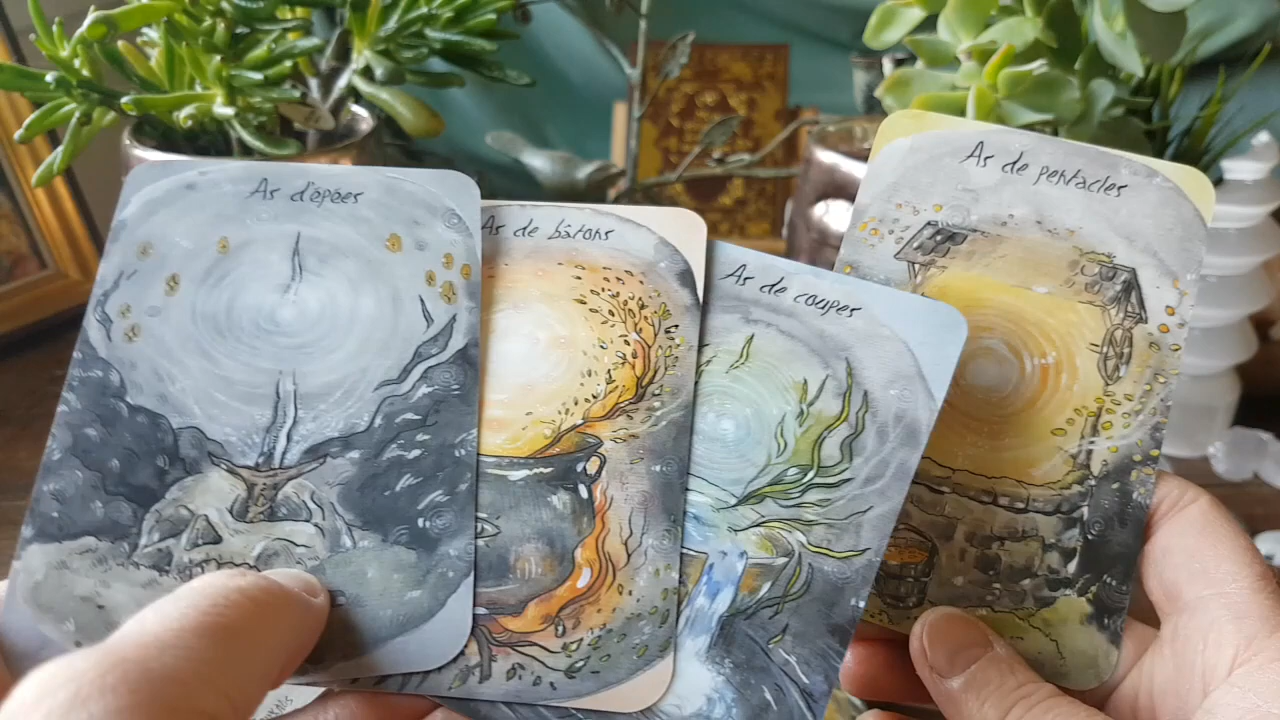 As d'épées
As de bâtons
As de coupes
As de pentacles